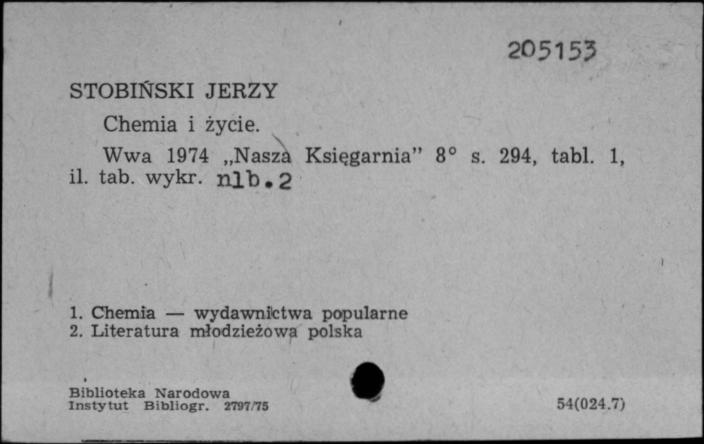 205153
STOBIŃSKI JERZY
Chemia i życie.
Wwa 1974 „Nasza Księgarnia” 8° s. 294, tabl. 1,
il. tab. wykr. nlb.2
1. Chemia — wydawnictwa popularne
2. Literatura młodzieżowa polska
Biblioteka Narodowa
Instytut Bibliogr. 2797/75
54(024.7)